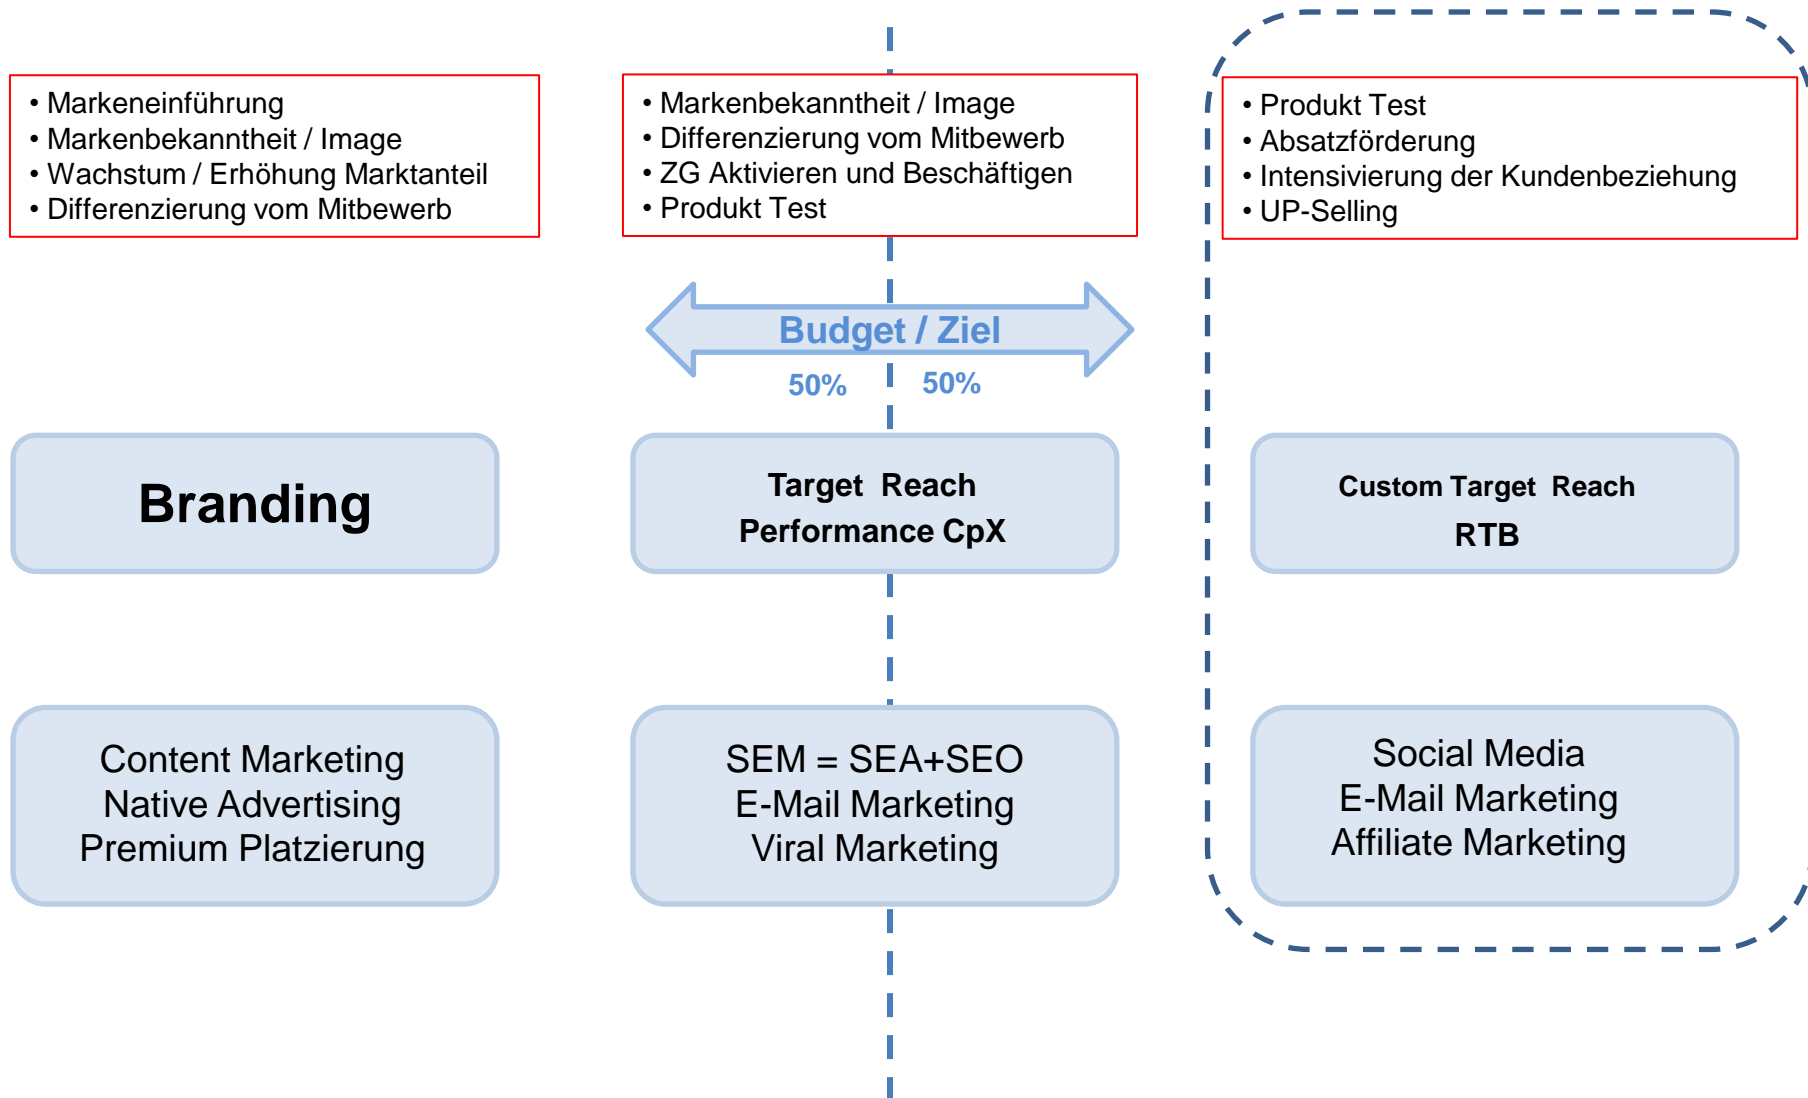 • Markeneinführung
• Markenbekanntheit / Image
• Wachstum / Erhöhung Marktanteil
• Differenzierung vom Mitbewerb
• Markenbekanntheit / Image
• Differenzierung vom Mitbewerb
• ZG Aktivieren und Beschäftigen
• Produkt Test
• Produkt Test
• Absatzförderung
• Intensivierung der Kundenbeziehung
• UP-Selling
Budget / Ziel
50% 50%
Branding
Target Reach
Performance CpX
Custom Target Reach
RTB
Content Marketing
Native Advertising
Premium Platzierung
SEM = SEA+SEO
E-Mail Marketing
Viral Marketing
Social Media
E-Mail Marketing
Affiliate Marketing